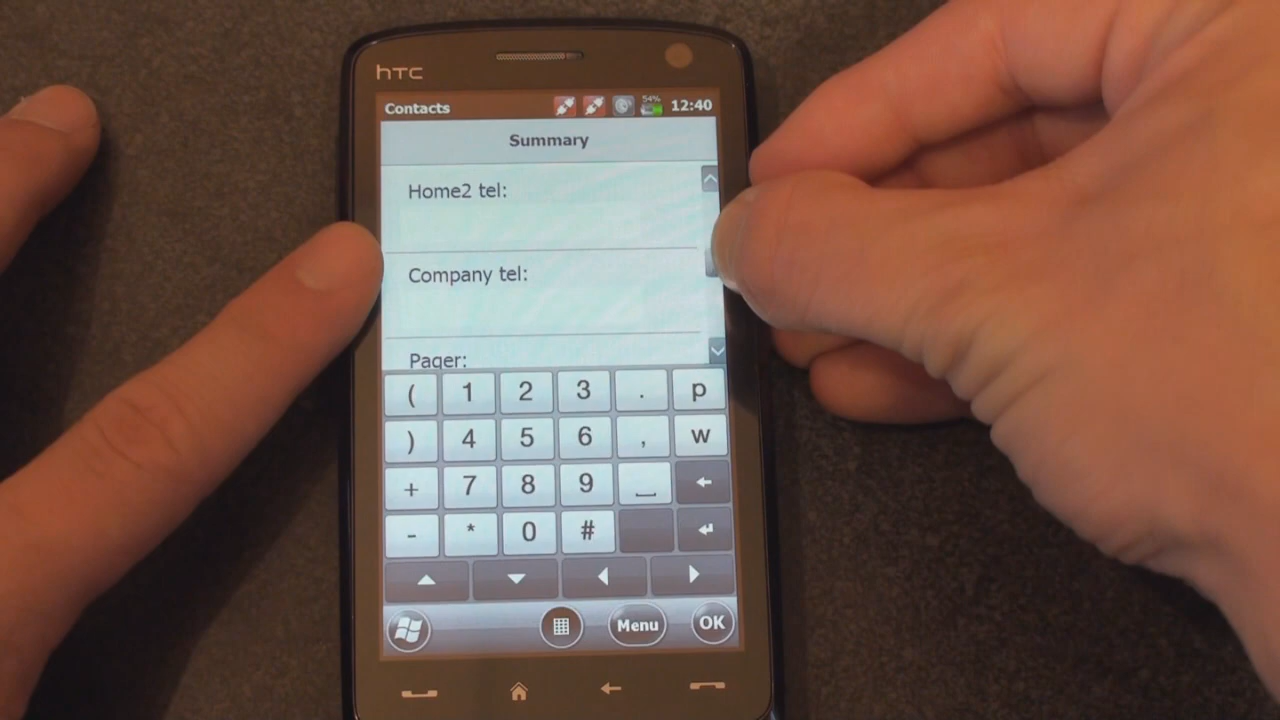 hTC
Contacts 54% 12:40
Summary
Home2 tel:
Company tel:
Pager:
( 1 2 3 . p
) 4 5 6 , w
+ 7 8 9
- * 0 #
Menu OK